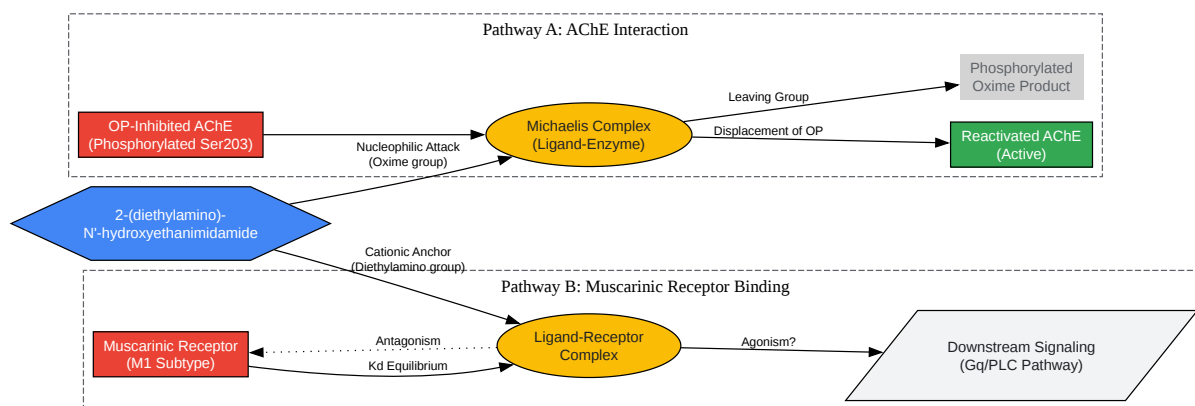 Pathway A: AChE Interaction
Phosphorylated
Oxime Product
Leaving Group
OP-Inhibited AChE
(Phosphorylated Ser203)
Michaelis Complex
(Ligand-Enzyme)
Displacement of OP
Reactivated AChE
(Active)
Nucleophilic Attack
(Oxime group)
2-(diethylamino)-
N'-hydroxyethanimidamide
Cationic Anchor
(Diethylamino group)
Pathway B: Muscarinic Receptor Binding
Muscarinic Receptor
(M1 Subtype)
Antagonism
Kd Equilibrium
Ligand-Receptor
Complex
Agonism?
Downstream Signaling
(Gq/PLC Pathway)